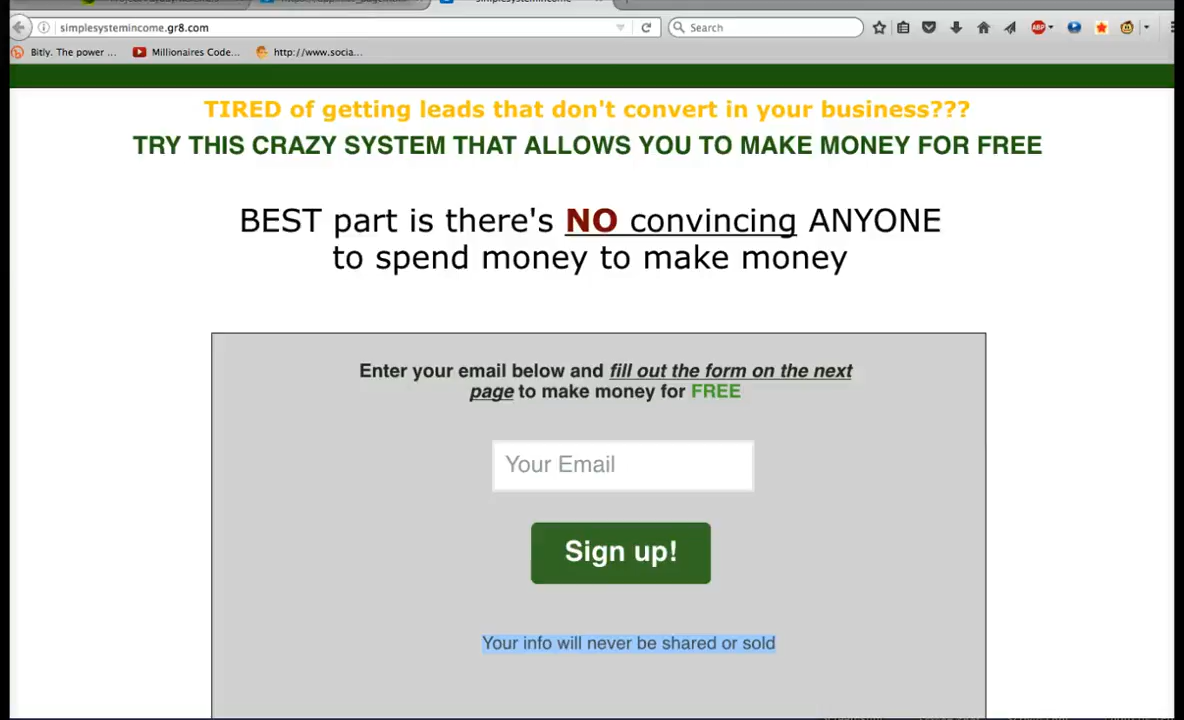 simplesystemincome.gr8.com
Search
Bitly. The power ... Millionaires Code... http://www.socia...
TIRED of getting leads that don't convert in your business???
TRY THIS CRAZY SYSTEM THAT ALLOWS YOU TO MAKE MONEY FOR FREE
BEST part is there's NO convincing ANYONE
to spend money to make money
Enter your email below and fill out the form on the next
page to make money for FREE
Your Email
Sign up!
Your info will never be shared or sold